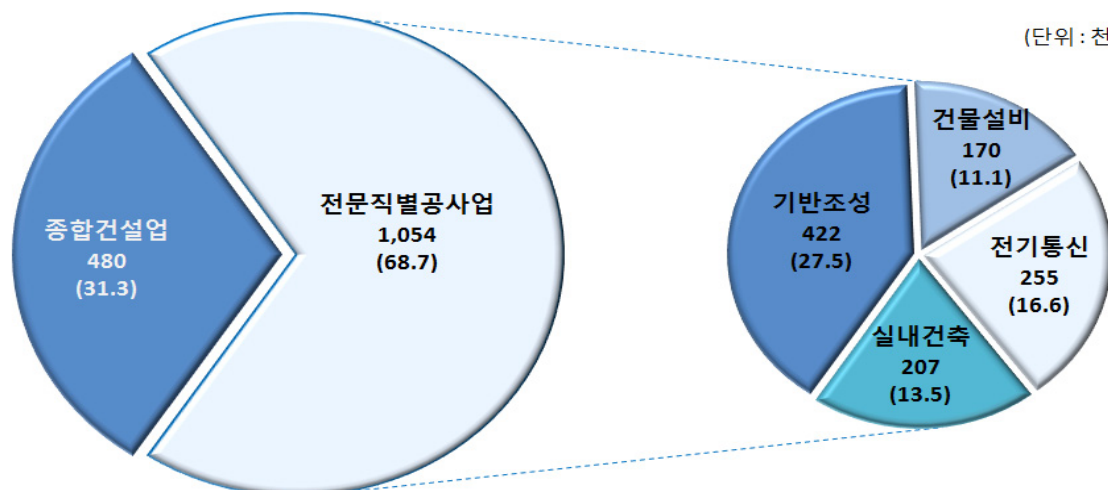 (단위 : 천
종합건설업
480
(31.3)
전문직별공사업
1,054
(68.7)
기반조성
422
(27.5)
건물설비
170
(11.1)
전기통신
255
(16.6)
실내건축
207
(13.5)